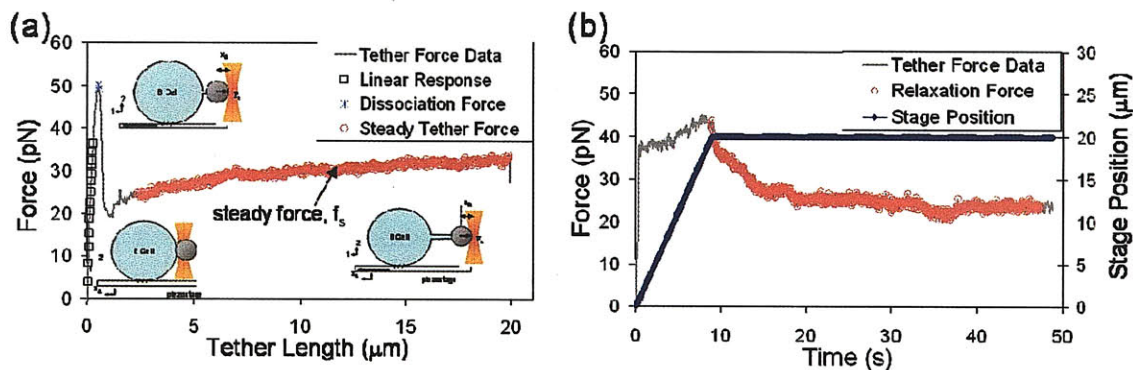 (a)
60
50
40
30
20
10
0
Force (pN)
Tether Force Data
Linear Response
Dissociation Force
Steady Tether Force
steady force, fs
0 5 10 15 20
Tether Length (μm)
(b)
60
50
40
30
20
10
0
Force (pN)
Tether Force Data
Relaxation Force
Stage Position
30
25
20
15
10
5
0
Stage Position (μm)
0 10 20 30 40 50
Time (s)